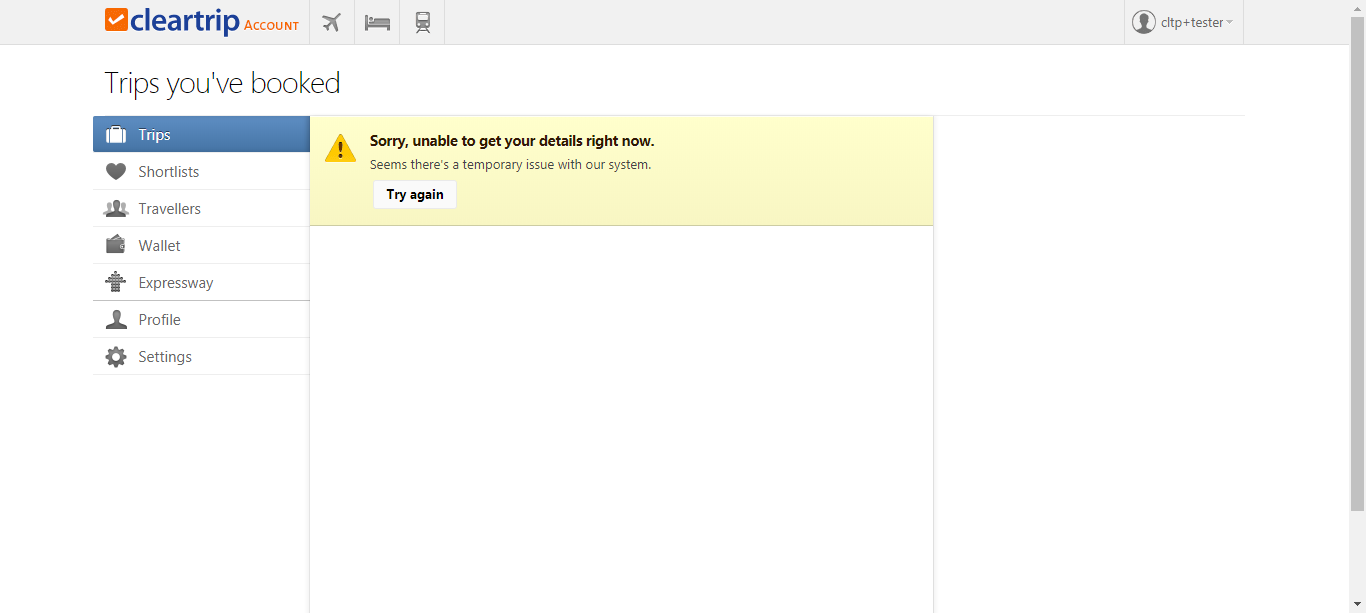 cleartrip ACCOUNT
cltp+tester
Trips you've booked
Trips
Shortlists
Travellers
Wallet
Expressway
Profile
Settings
Sorry, unable to get your details right now.
Seems there's a temporary issue with our system.
Try again